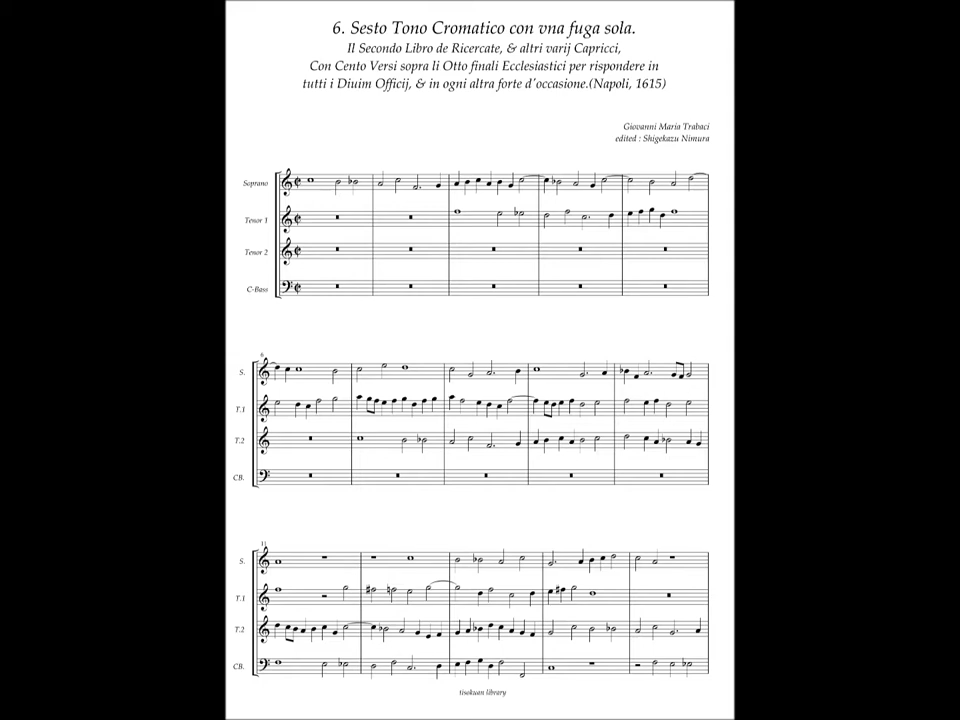 6. Sesto Tono Cromatico con vna fuga sola.
Il Secondo Libro de Ricercate, & altri varij Capricci,
Con Cento Versi sopra li Otto finali Ecclesiastici per rispondere in
tutti i Diuim Officij, & in ogni altra forte d'occasione.(Napoli, 1615)
Giovanni Maria Trabaci
edited : Shigekazu Nimura
Soprano
Tenor 1
Tenor 2
C-Bass
6
S.
T.1
T.2
CB.
11
S.
T.1
T.2
CB.
tisokuan library